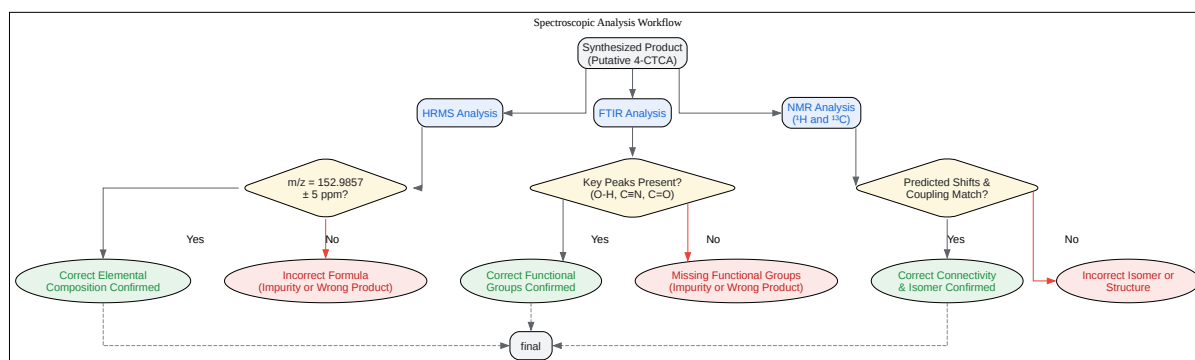 Spectroscopic Analysis Workflow
Synthesized Product
(Putative 4-CTCA)
HRMS Analysis
FTIR Analysis
NMR Analysis
(¹H and ¹³C)
m/z = 152.9857
± 5 ppm?
Key Peaks Present?
(O-H, C≡N, C=O)
Predicted Shifts &
Coupling Match?
Yes
No
Yes
No
Yes
No
Correct Elemental
Composition Confirmed
Incorrect Formula
(Impurity or Wrong Product)
Correct Functional
Groups Confirmed
Missing Functional Groups
(Impurity or Wrong Product)
Correct Connectivity
& Isomer Confirmed
Incorrect Isomer or
Structure
final